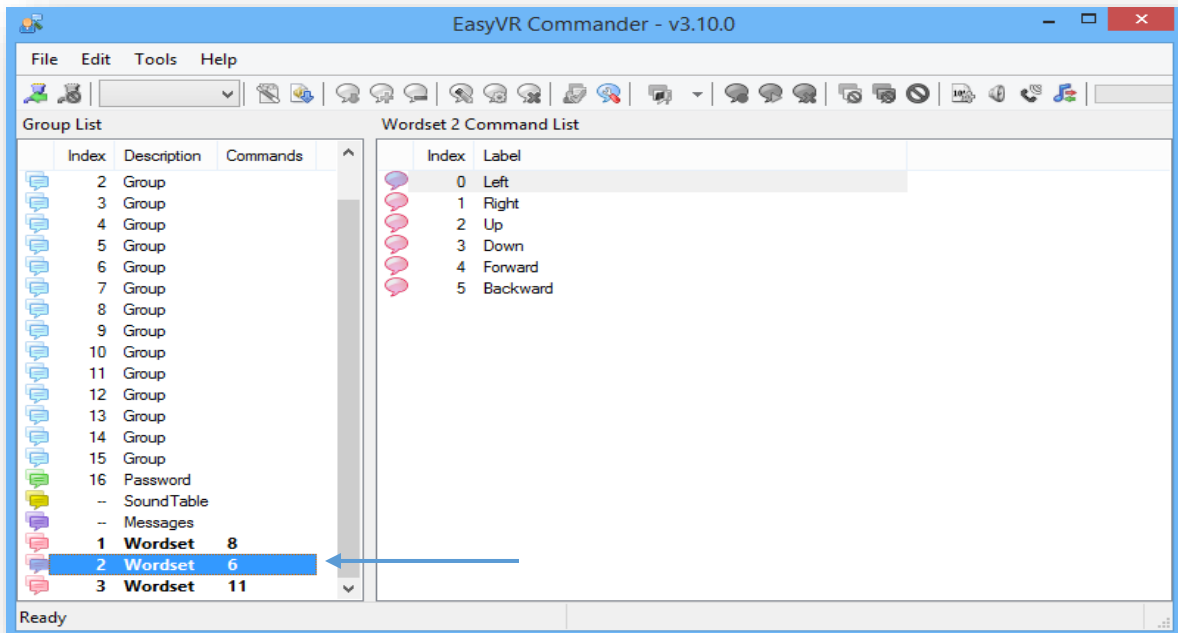 EasyVR Commander - v3.10.0
File Edit Tools Help
Group List
Wordset 2 Command List
Index Description Commands
2 Group
3 Group
4 Group
5 Group
6 Group
7 Group
8 Group
9 Group
10 Group
11 Group
12 Group
13 Group
14 Group
15 Group
16 Password
-- SoundTable
-- Messages
1 Wordset 8
2 Wordset 6
3 Wordset 11
Index Label
0 Left
1 Right
2 Up
3 Down
4 Forward
5 Backward
Ready